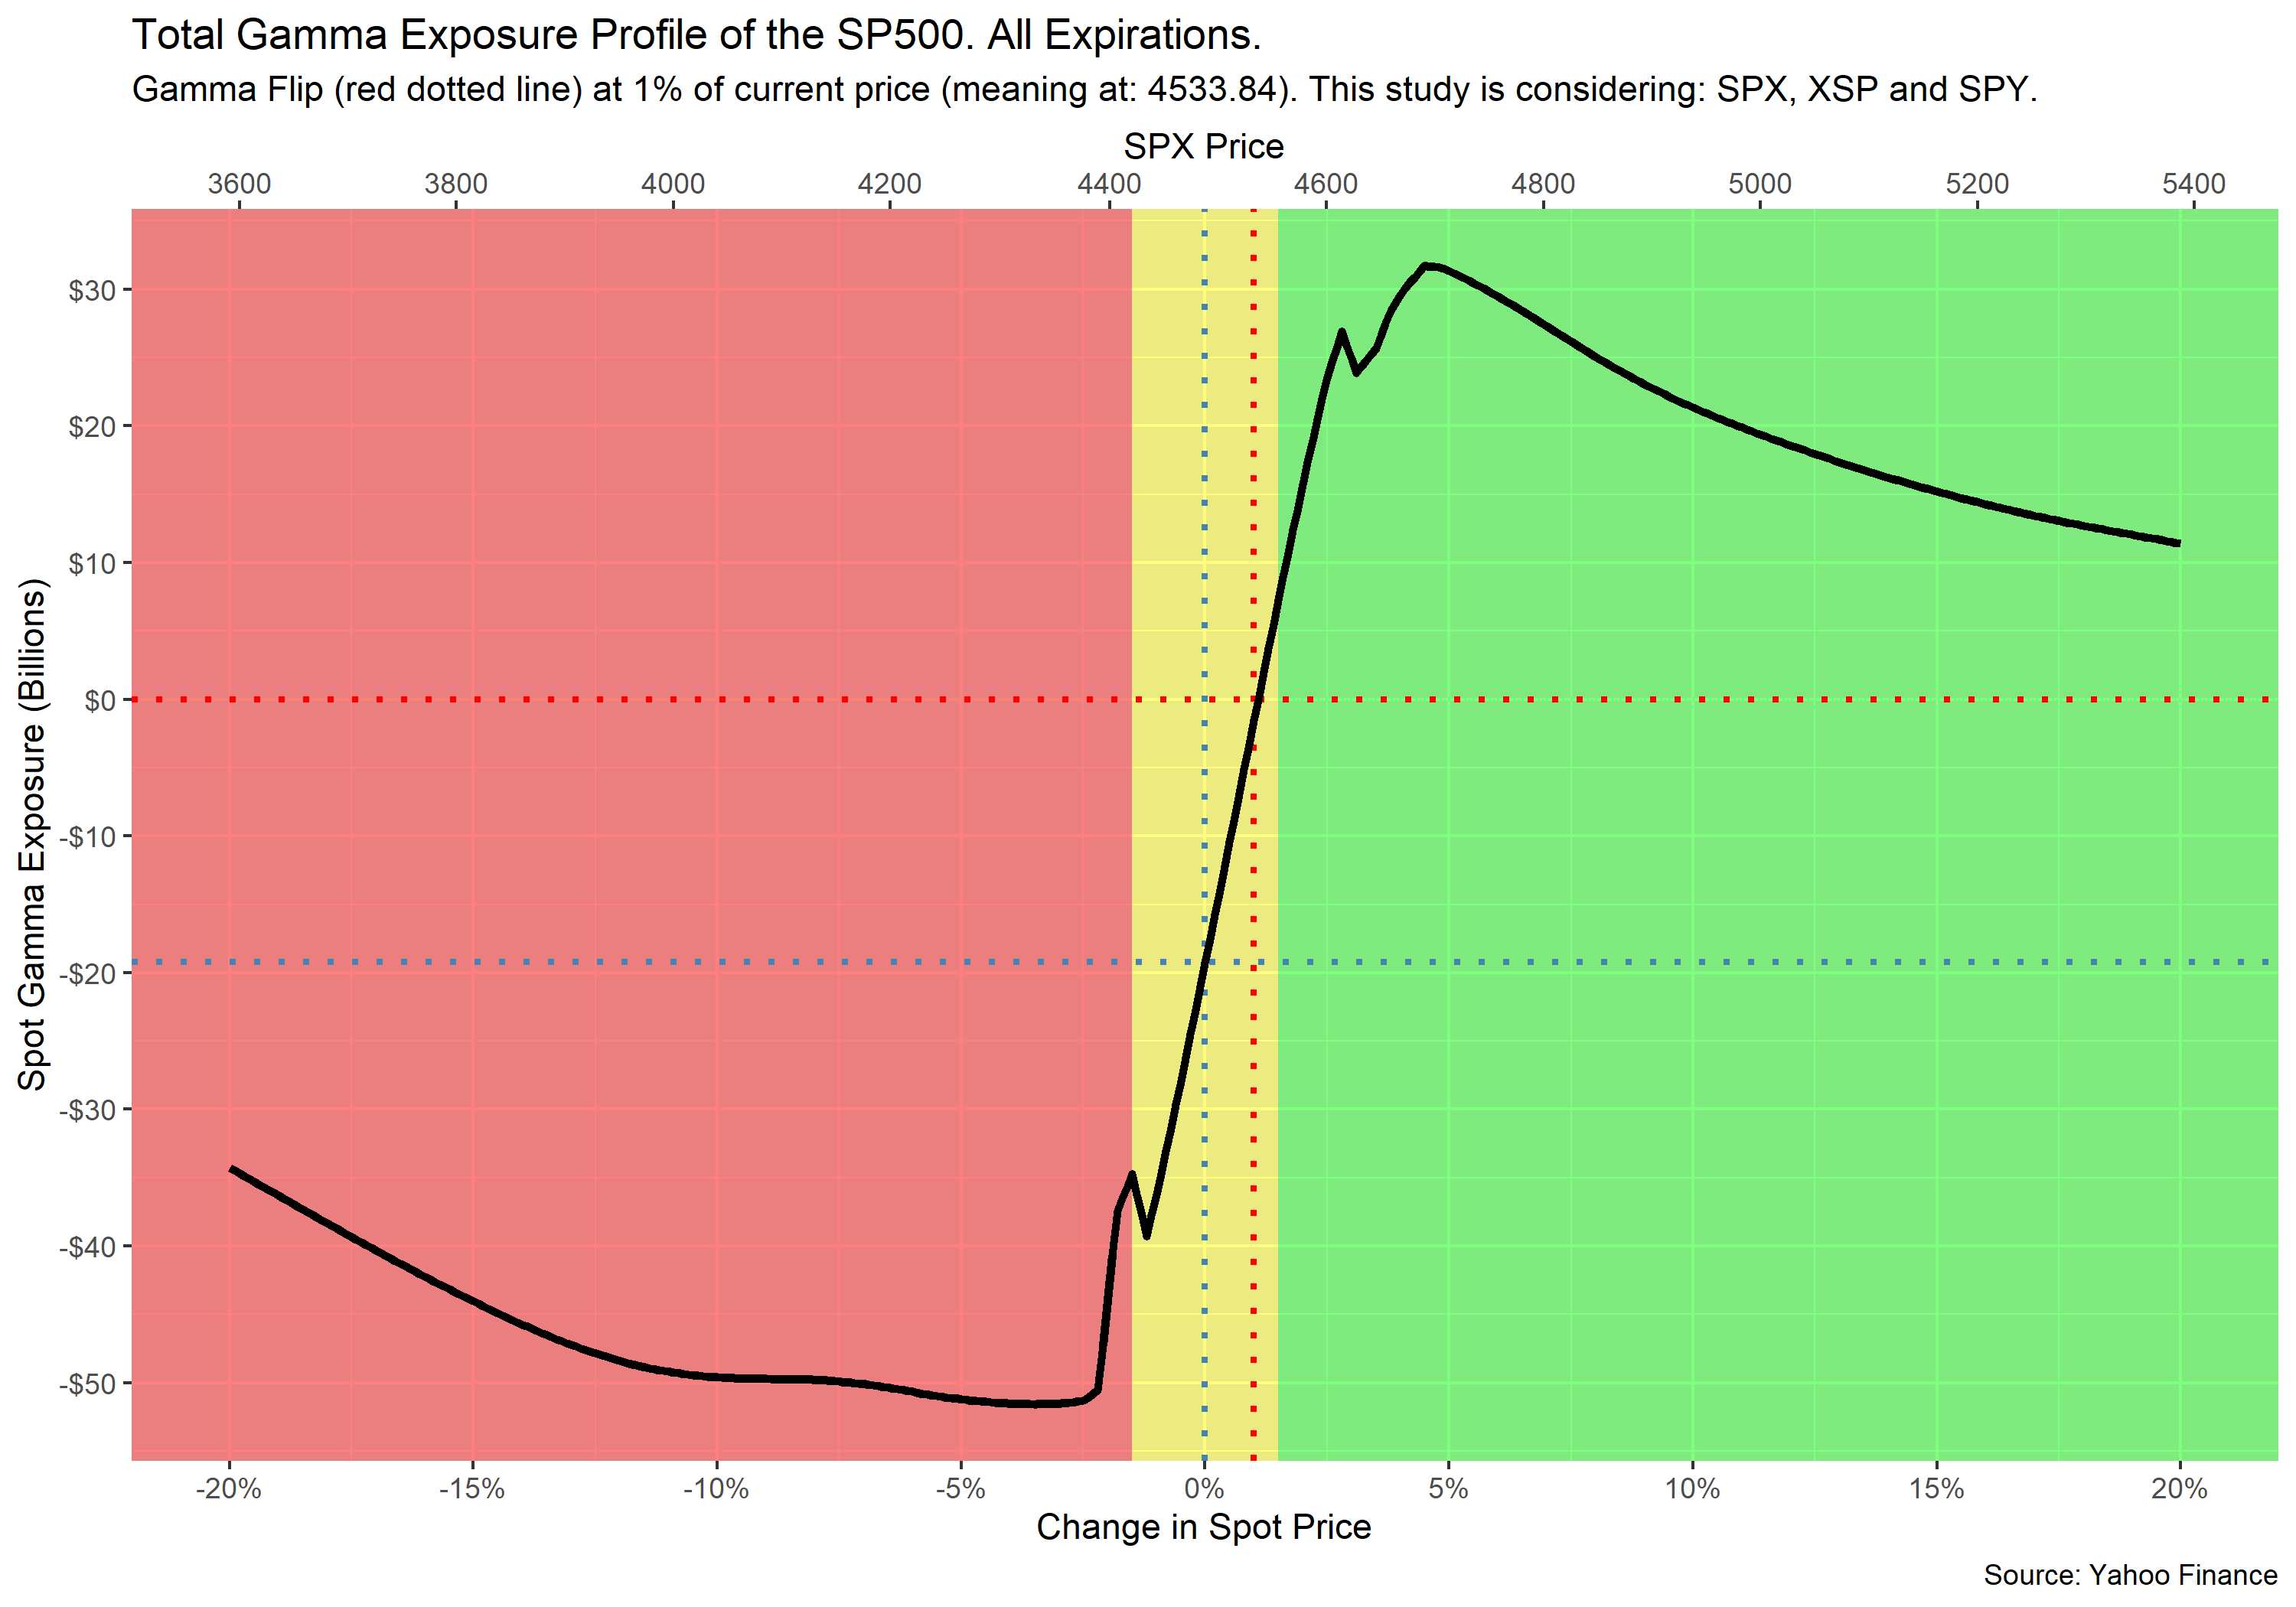 Total Gamma Exposure Profile of the SP500. All Expirations.
Gamma Flip (red dotted line) at 1% of current price (meaning at: 4533.84). This study is considering: SPX, XSP and SPY.
SPX Price
3600 3800 4000 4200 4400 4600 4800 5000 5200 5400
Spot Gamma Exposure (Billions)
$30
$20
$10
$0
-$10
-$20
-$30
-$40
-$50
-20% -15% -10% -5% 0% 5% 10% 15% 20%
Change in Spot Price
Source: Yahoo Finance